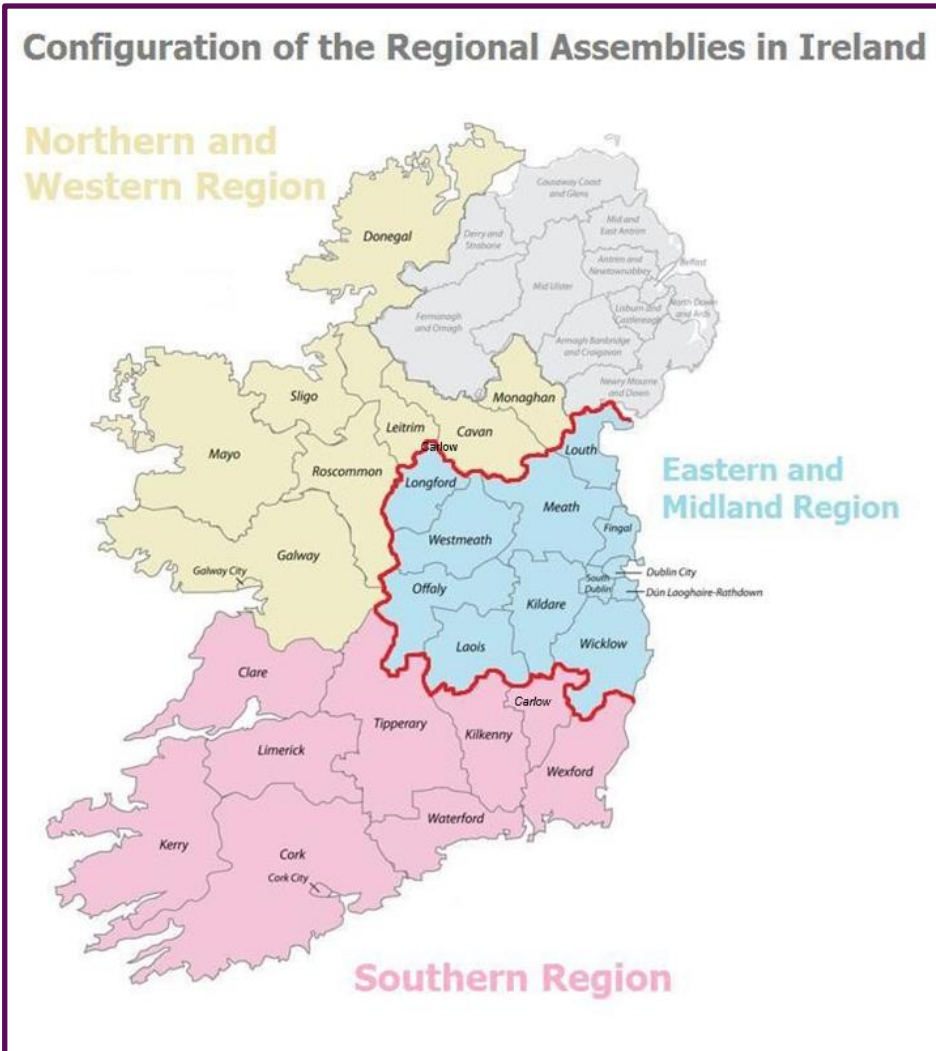 Configuration of the Regional Assemblies in Ireland
Northern and
Western Region
Causeway Coast
and Glens
Donegal
Derry and
Strabane
Mid and
East Antrim
Antrim and
Newtownabbey
Belfast
Mid Ulster
North Down
and Ards
Lisburn and
Castlereagh
Fermanagh
and Omagh
Armagh Banbridge
and Craigavon
Newry Mourne
and Down
Monaghan
Sligo
Leitrim
Cavan
Carlow
Louth
Mayo
Roscommon
Longford
Eastern and
Midland Region
Meath
Fingal
Westmeath
Galway
Galway City
Dublin City
South
Dublin
Dún Laoghaire-Rathdown
Offaly
Kildare
Laois
Wicklow
Clare
Carlow
Tipperary
Kilkenny
Limerick
Wexford
Waterford
Kerry
Cork
Cork City
Southern Region